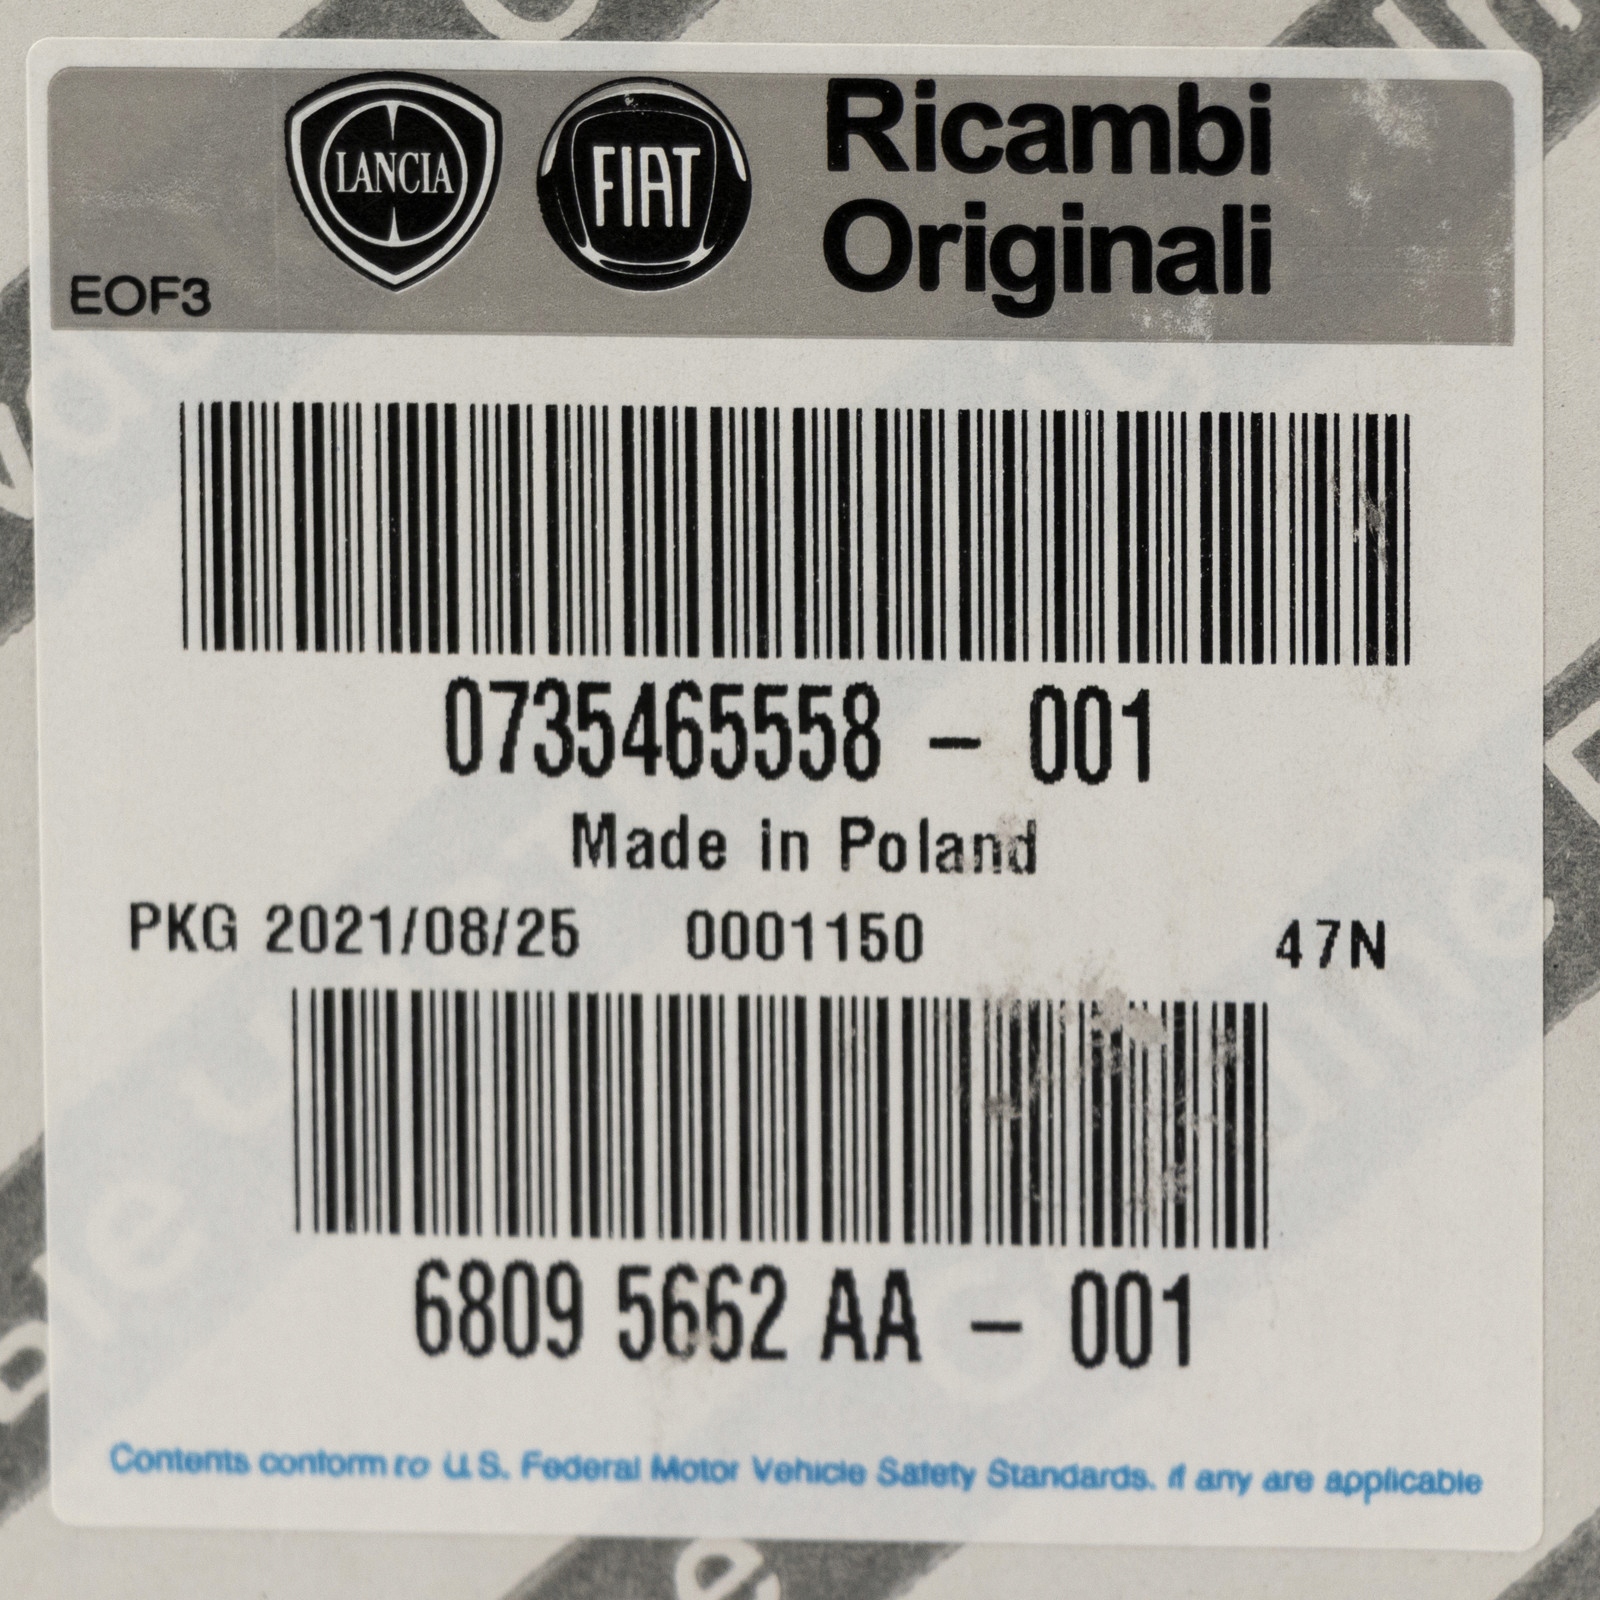 LANCIA
FIAT
Ricambi
Originali
EOF3
0735465558 – 001
Made in Poland
PKG 2021/08/25 0001150 47N
6809 5662 AA – 001
Contents conform ro U.S. Federal Motor Vehicle Safety Standards. if any are applicable